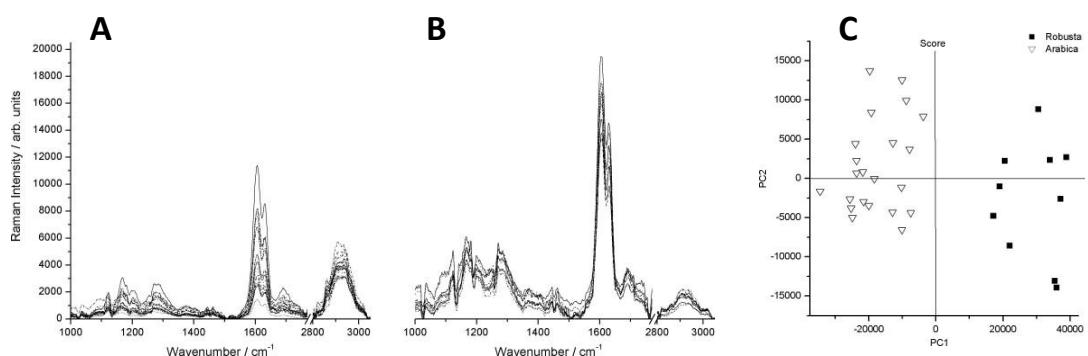 A
20000
18000
16000
14000
12000
10000
8000
6000
4000
2000
0
Raman Intensity / arb. units
1000 1200 1400 1600 2800 3000
Wavenumber / cm⁻¹
B
1000 1200 1400 1600 2800 3000
Wavenumber / cm⁻¹
C
Score
■ Robusta
▽ Arabica
15000
10000
5000
0
-5000
-10000
-15000
PC2
-20000 0 20000 40000
PC1